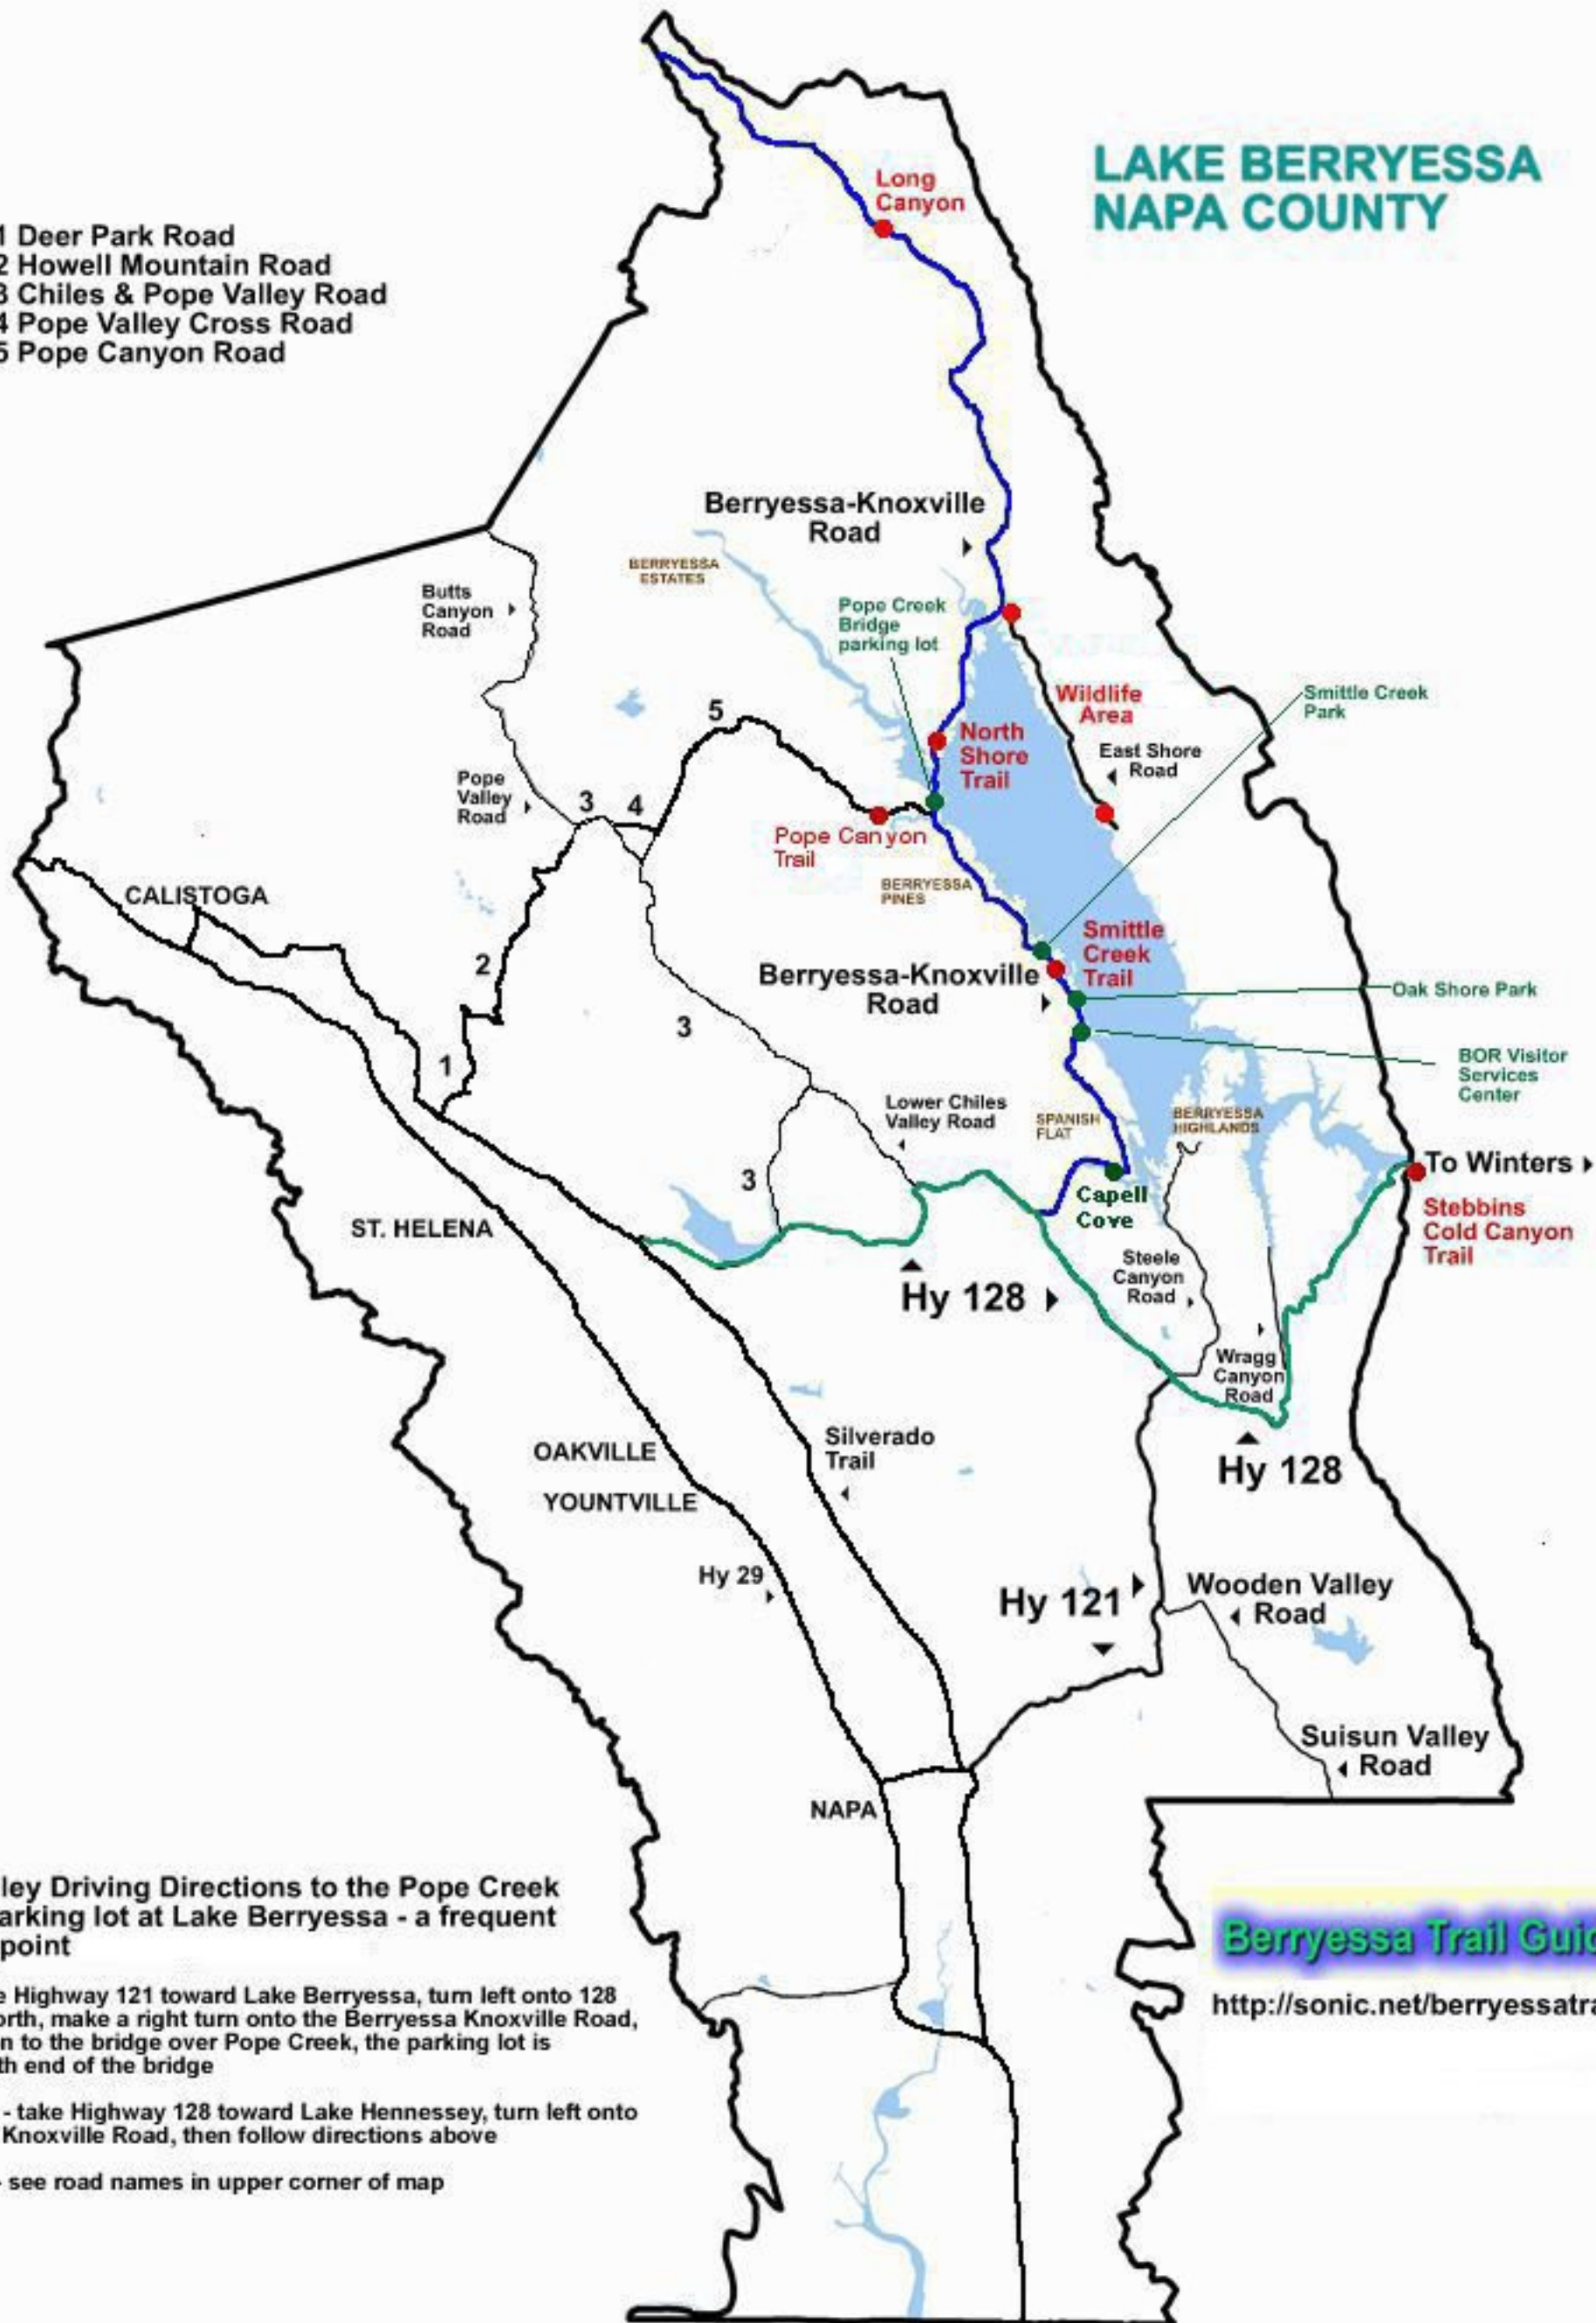 LAKE BERRYESSA
NAPA COUNTY
1 Deer Park Road
2 Howell Mountain Road
3 Chiles & Pope Valley Road
4 Pope Valley Cross Road
5 Pope Canyon Road
Long
Canyon
Berryessa-Knoxville
Road
BERRYESSA
ESTATES
Butts
Canyon
Road
Pope Creek
Bridge
parking lot
Wildlife
Area
Smittle Creek
Park
North
Shore
Trail
East Shore
Road
5
Pope
Valley
Road
3
4
Pope Canyon
Trail
BERRYESSA
PINES
CALISTOGA
Smittle
Creek
Trail
2
Berryessa-Knoxville
Road
Oak Shore Park
3
1
BOR Visitor
Services
Center
Lower Chiles
Valley Road
SPANISH
FLAT
BERRYESSA
HIGHLANDS
To Winters
3
Capell
Cove
Stebbins
Cold Canyon
Trail
ST. HELENA
Steele
Canyon
Road
Hy 128
Wragg
Canyon
Road
Silverado
Trail
OAKVILLE
Hy 128
YOUNTVILLE
Hy 29
Hy 121
Wooden Valley
Road
Suisun Valley
Road
NAPA
ley Driving Directions to the Pope Creek
arking lot at Lake Berryessa - a frequent
point
e Highway 121 toward Lake Berryessa, turn left onto 128
orth, make a right turn onto the Berryessa Knoxville Road,
n to the bridge over Pope Creek, the parking lot is
th end of the bridge
- take Highway 128 toward Lake Hennessey, turn left onto
Knoxville Road, then follow directions above
- see road names in upper corner of map
Berryessa Trail Guid
http://sonic.net/berryessatra